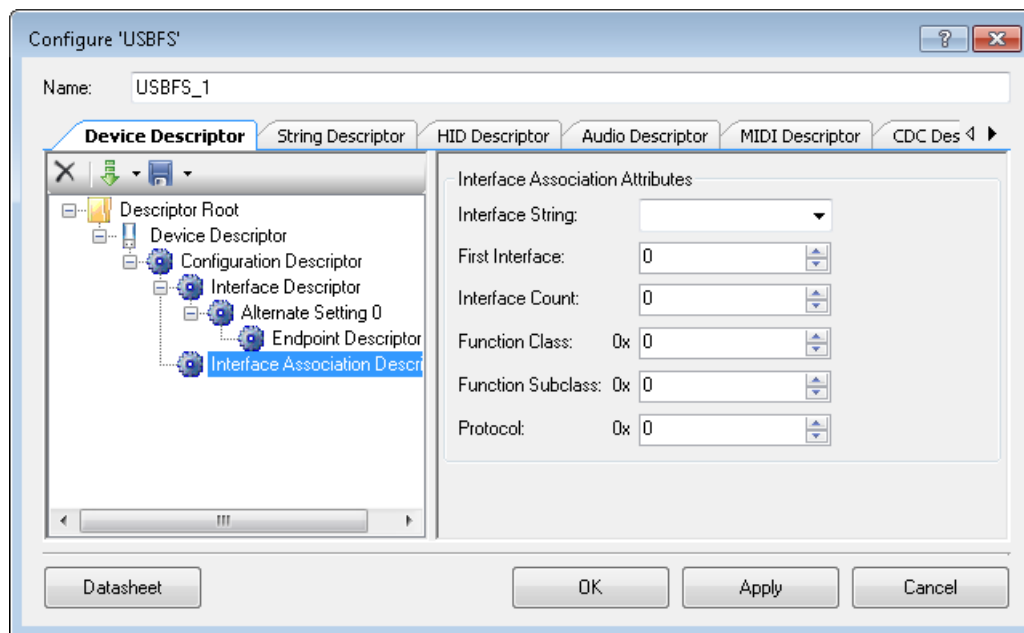 Configure 'USBFS'
Name: USBFS_1
Device Descriptor String Descriptor HID Descriptor Audio Descriptor MIDI Descriptor CDC Des
Descriptor Root
Device Descriptor
Configuration Descriptor
Interface Descriptor
Alternate Setting 0
Endpoint Descriptor
Interface Association Descri
Interface Association Attributes
Interface String:
First Interface: 0
Interface Count: 0
Function Class: 0x 0
Function Subclass: 0x 0
Protocol: 0x 0
Datasheet OK Apply Cancel